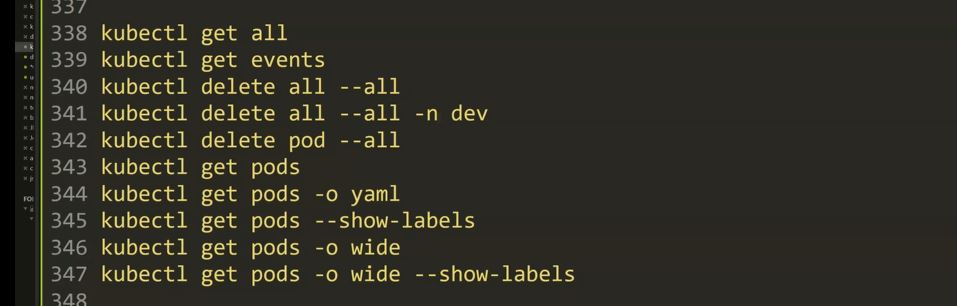 337
338 kubectl get all
339 kubectl get events
340 kubectl delete all --all
341 kubectl delete all --all -n dev
342 kubectl delete pod --all
343 kubectl get pods
344 kubectl get pods -o yaml
345 kubectl get pods --show-labels
346 kubectl get pods -o wide
347 kubectl get pods -o wide --show-labels
348
FO